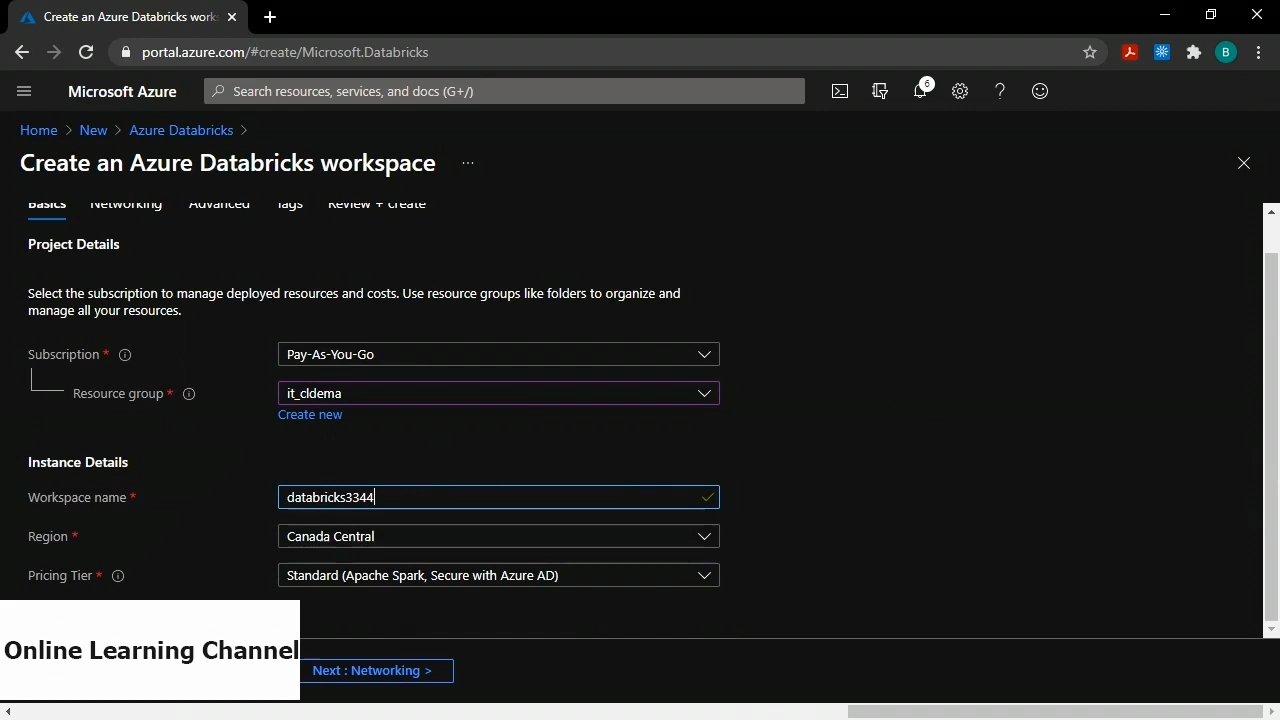 Create an Azure Databricks work
portal.azure.com/#create/Microsoft.Databricks
B
Microsoft Azure
Search resources, services, and docs (G+/)
6
Home > New > Azure Databricks >
Create an Azure Databricks workspace ...
Basics Networking Advanced Tags Review + create
Project Details
Select the subscription to manage deployed resources and costs. Use resource groups like folders to organize and
manage all your resources.
Subscription *
Pay-As-You-Go
Resource group *
it_cldema
Create new
Instance Details
Workspace name *
databricks3344
Region *
Canada Central
Pricing Tier *
Standard (Apache Spark, Secure with Azure AD)
Online Learning Channel
Next : Networking >